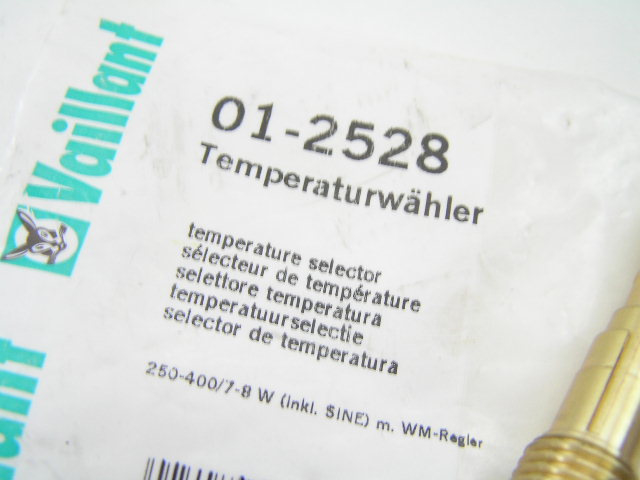 Vaillant
01-2528
Temperaturwähler
temperature selector
sélecteur de température
selettore temperatura
temperatuurselectie
selector de temperatura
250-400/7-8 W (inkl. SINE) m. WM-Regler
ant